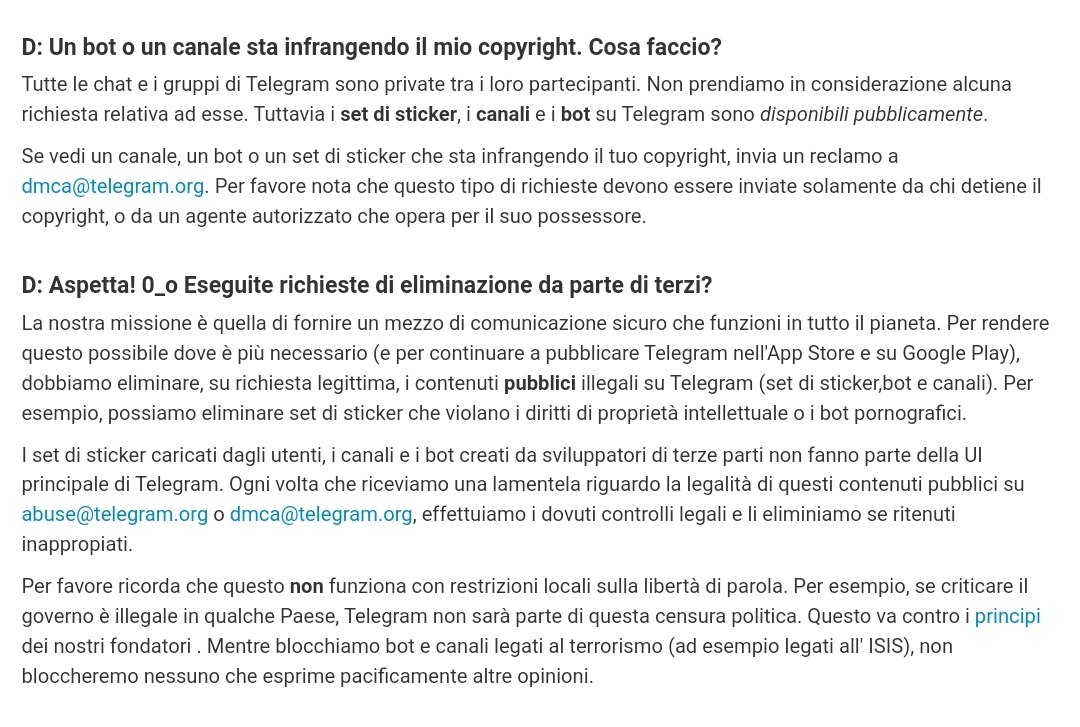 D: Un bot o un canale sta infrangendo il mio copyright. Cosa faccio?
Tutte le chat e i gruppi di Telegram sono private tra i loro partecipanti. Non prendiamo in considerazione alcuna
richiesta relativa ad esse. Tuttavia i set di sticker, i canali e i bot su Telegram sono disponibili pubblicamente.
Se vedi un canale, un bot o un set di sticker che sta infrangendo il tuo copyright, invia un reclamo a
dmca@telegram.org. Per favore nota che questo tipo di richieste devono essere inviate solamente da chi detiene il
copyright, o da un agente autorizzato che opera per il suo possessore.
D: Aspetta! 0_o Eseguite richieste di eliminazione da parte di terzi?
La nostra missione è quella di fornire un mezzo di comunicazione sicuro che funzioni in tutto il pianeta. Per rendere
questo possibile dove è più necessario (e per continuare a pubblicare Telegram nell'App Store e su Google Play),
dobbiamo eliminare, su richiesta legittima, i contenuti pubblici illegali su Telegram (set di sticker,bot e canali). Per
esempio, possiamo eliminare set di sticker che violano i diritti di proprietà intellettuale o i bot pornografici.
I set di sticker caricati dagli utenti, i canali e i bot creati da sviluppatori di terze parti non fanno parte della UI
principale di Telegram. Ogni volta che riceviamo una lamentela riguardo la legalità di questi contenuti pubblici su
abuse@telegram.org o dmca@telegram.org, effettuiamo i dovuti controlli legali e li eliminiamo se ritenuti
inappropiati.
Per favore ricorda che questo non funziona con restrizioni locali sulla libertà di parola. Per esempio, se criticare il
governo è illegale in qualche Paese, Telegram non sarà parte di questa censura politica. Questo va contro i principi
dei nostri fondatori . Mentre blocchiamo bot e canali legati al terrorismo (ad esempio legati all' ISIS), non
bloccheremo nessuno che esprime pacificamente altre opinioni.